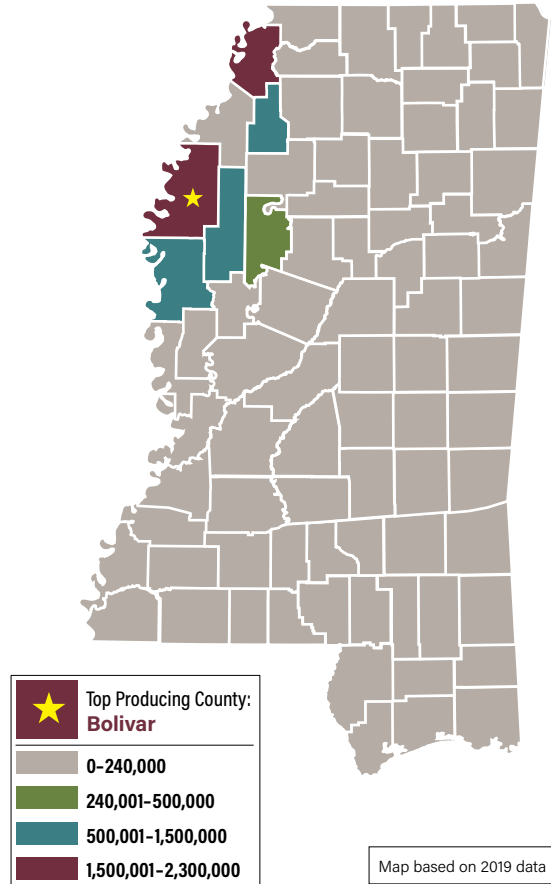 Top Producing County:
Bolivar
0–240,000
240,001–500,000
500,001–1,500,000
1,500,001–2,300,000
Map based on 2019 data